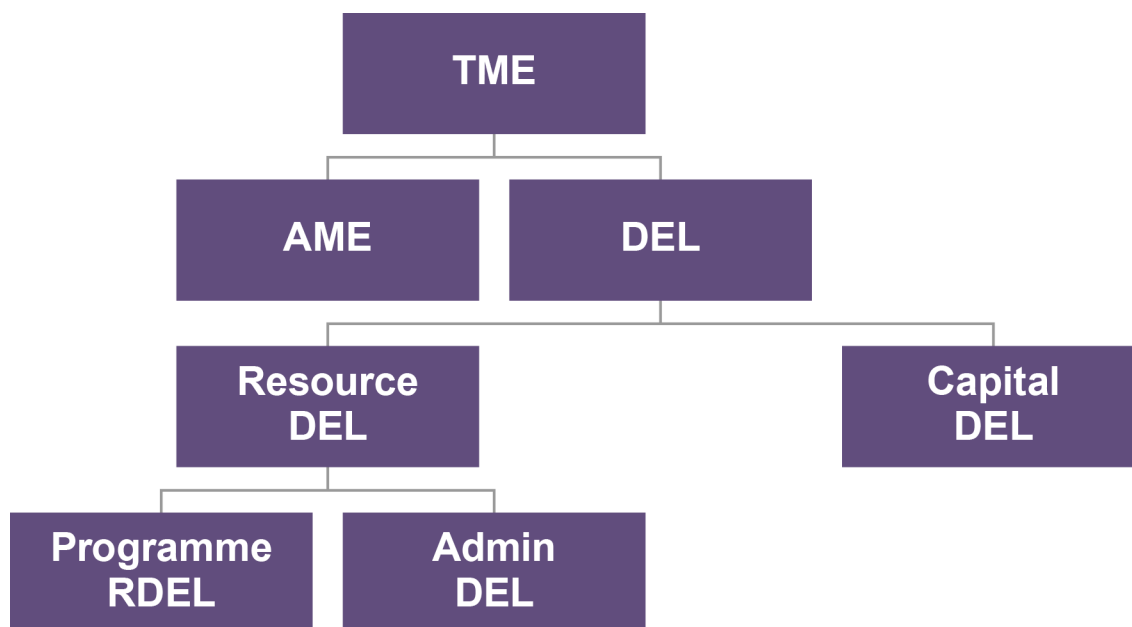 TME
AME
DEL
Resource
DEL
Capital
DEL
Programme
RDEL
Admin
DEL